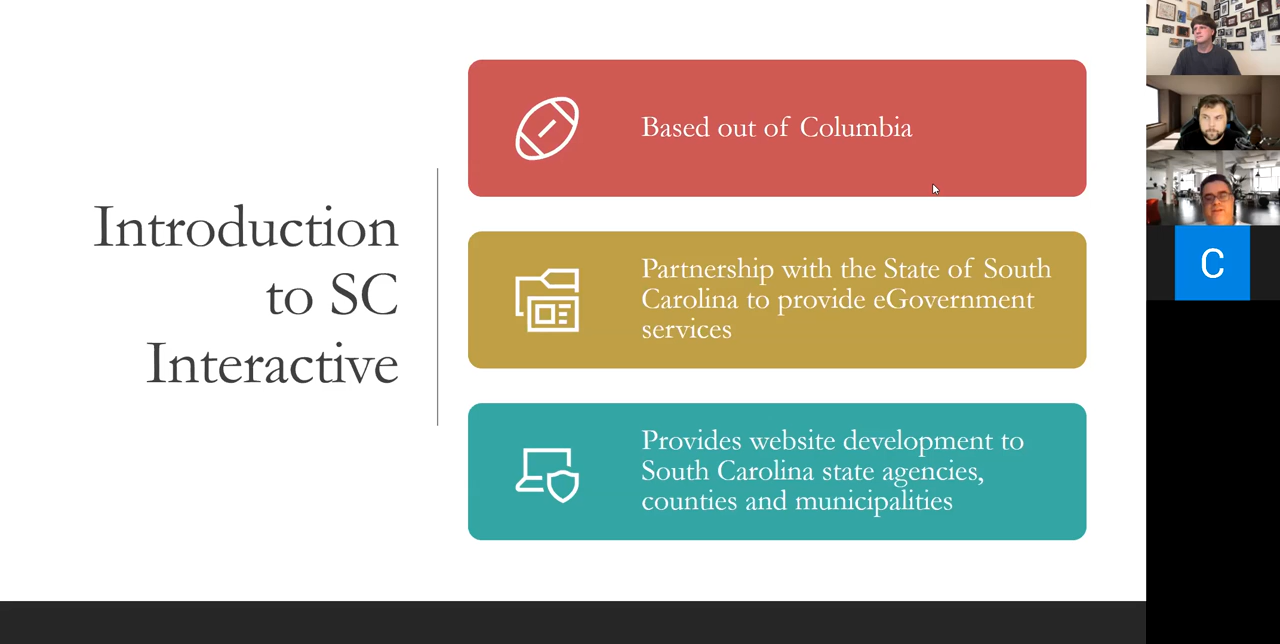 Introduction
to SC
Interactive
Based out of Columbia
Partnership with the State of South
Carolina to provide eGovernment
services
Provides website development to
South Carolina state agencies,
counties and municipalities
C